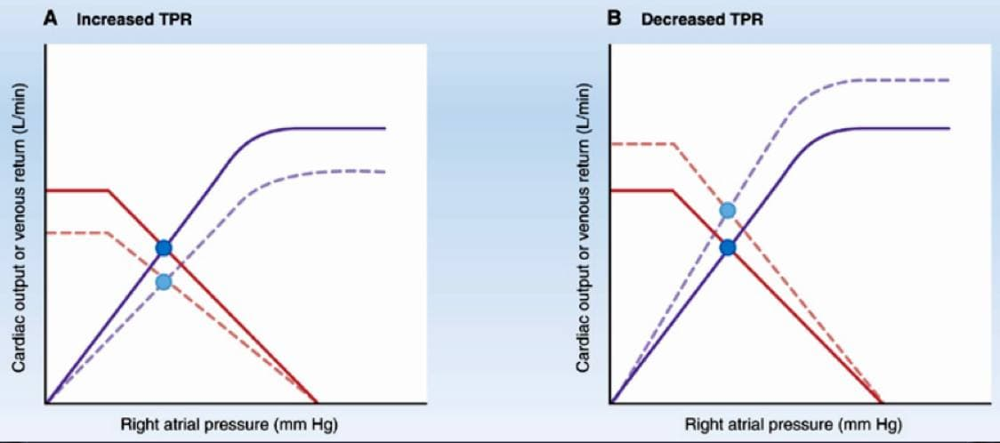 A Increased TPR
Cardiac output or venous return (L/min)
Right atrial pressure (mm Hg)
B Decreased TPR
Cardiac output or venous return (L/min)
Right atrial pressure (mm Hg)